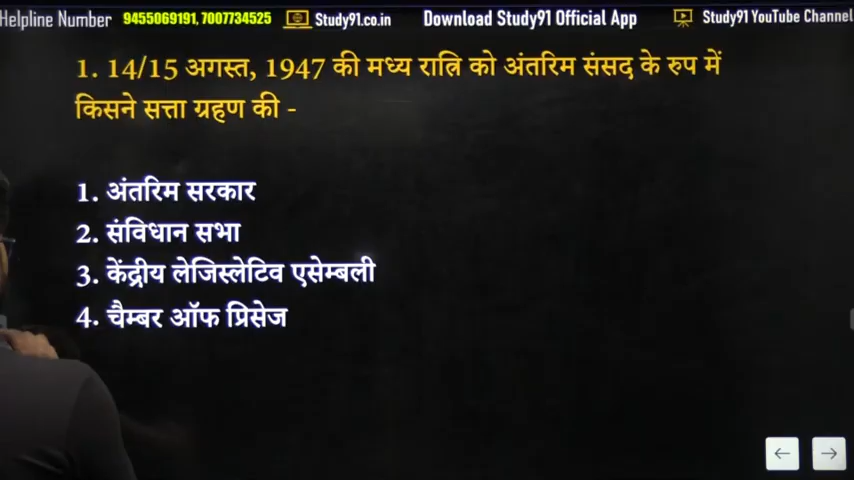 Helpline Number 9455069191, 7007734525 Study91.co.in Download Study91 Official App Study91 YouTube Channel
1. 14/15 अगस्त, 1947 की मध्य रात्रि को अंतरिम संसद के रुप में
किसने सत्ता ग्रहण की -
1. अंतरिम सरकार
2. संविधान सभा
3. केंद्रीय लेजिस्लेटिव एसेम्बली
4. चैम्बर ऑफ प्रिसेज